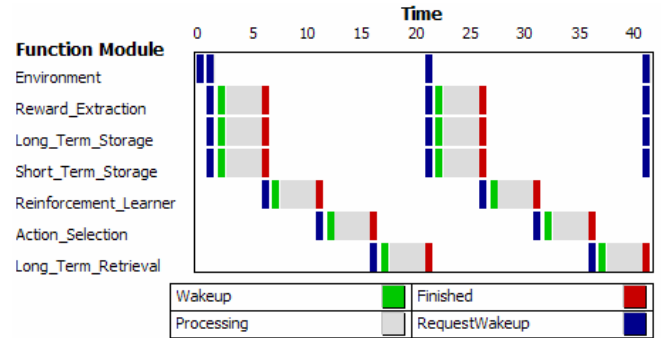 Time
0 5 10 15 20 25 30 35 40
Function Module
Environment
Reward_Extraction
Long_Term_Storage
Short_Term_Storage
Reinforcement_Learner
Action_Selection
Long_Term_Retrieval
Wakeup Finished
Processing RequestWakeup